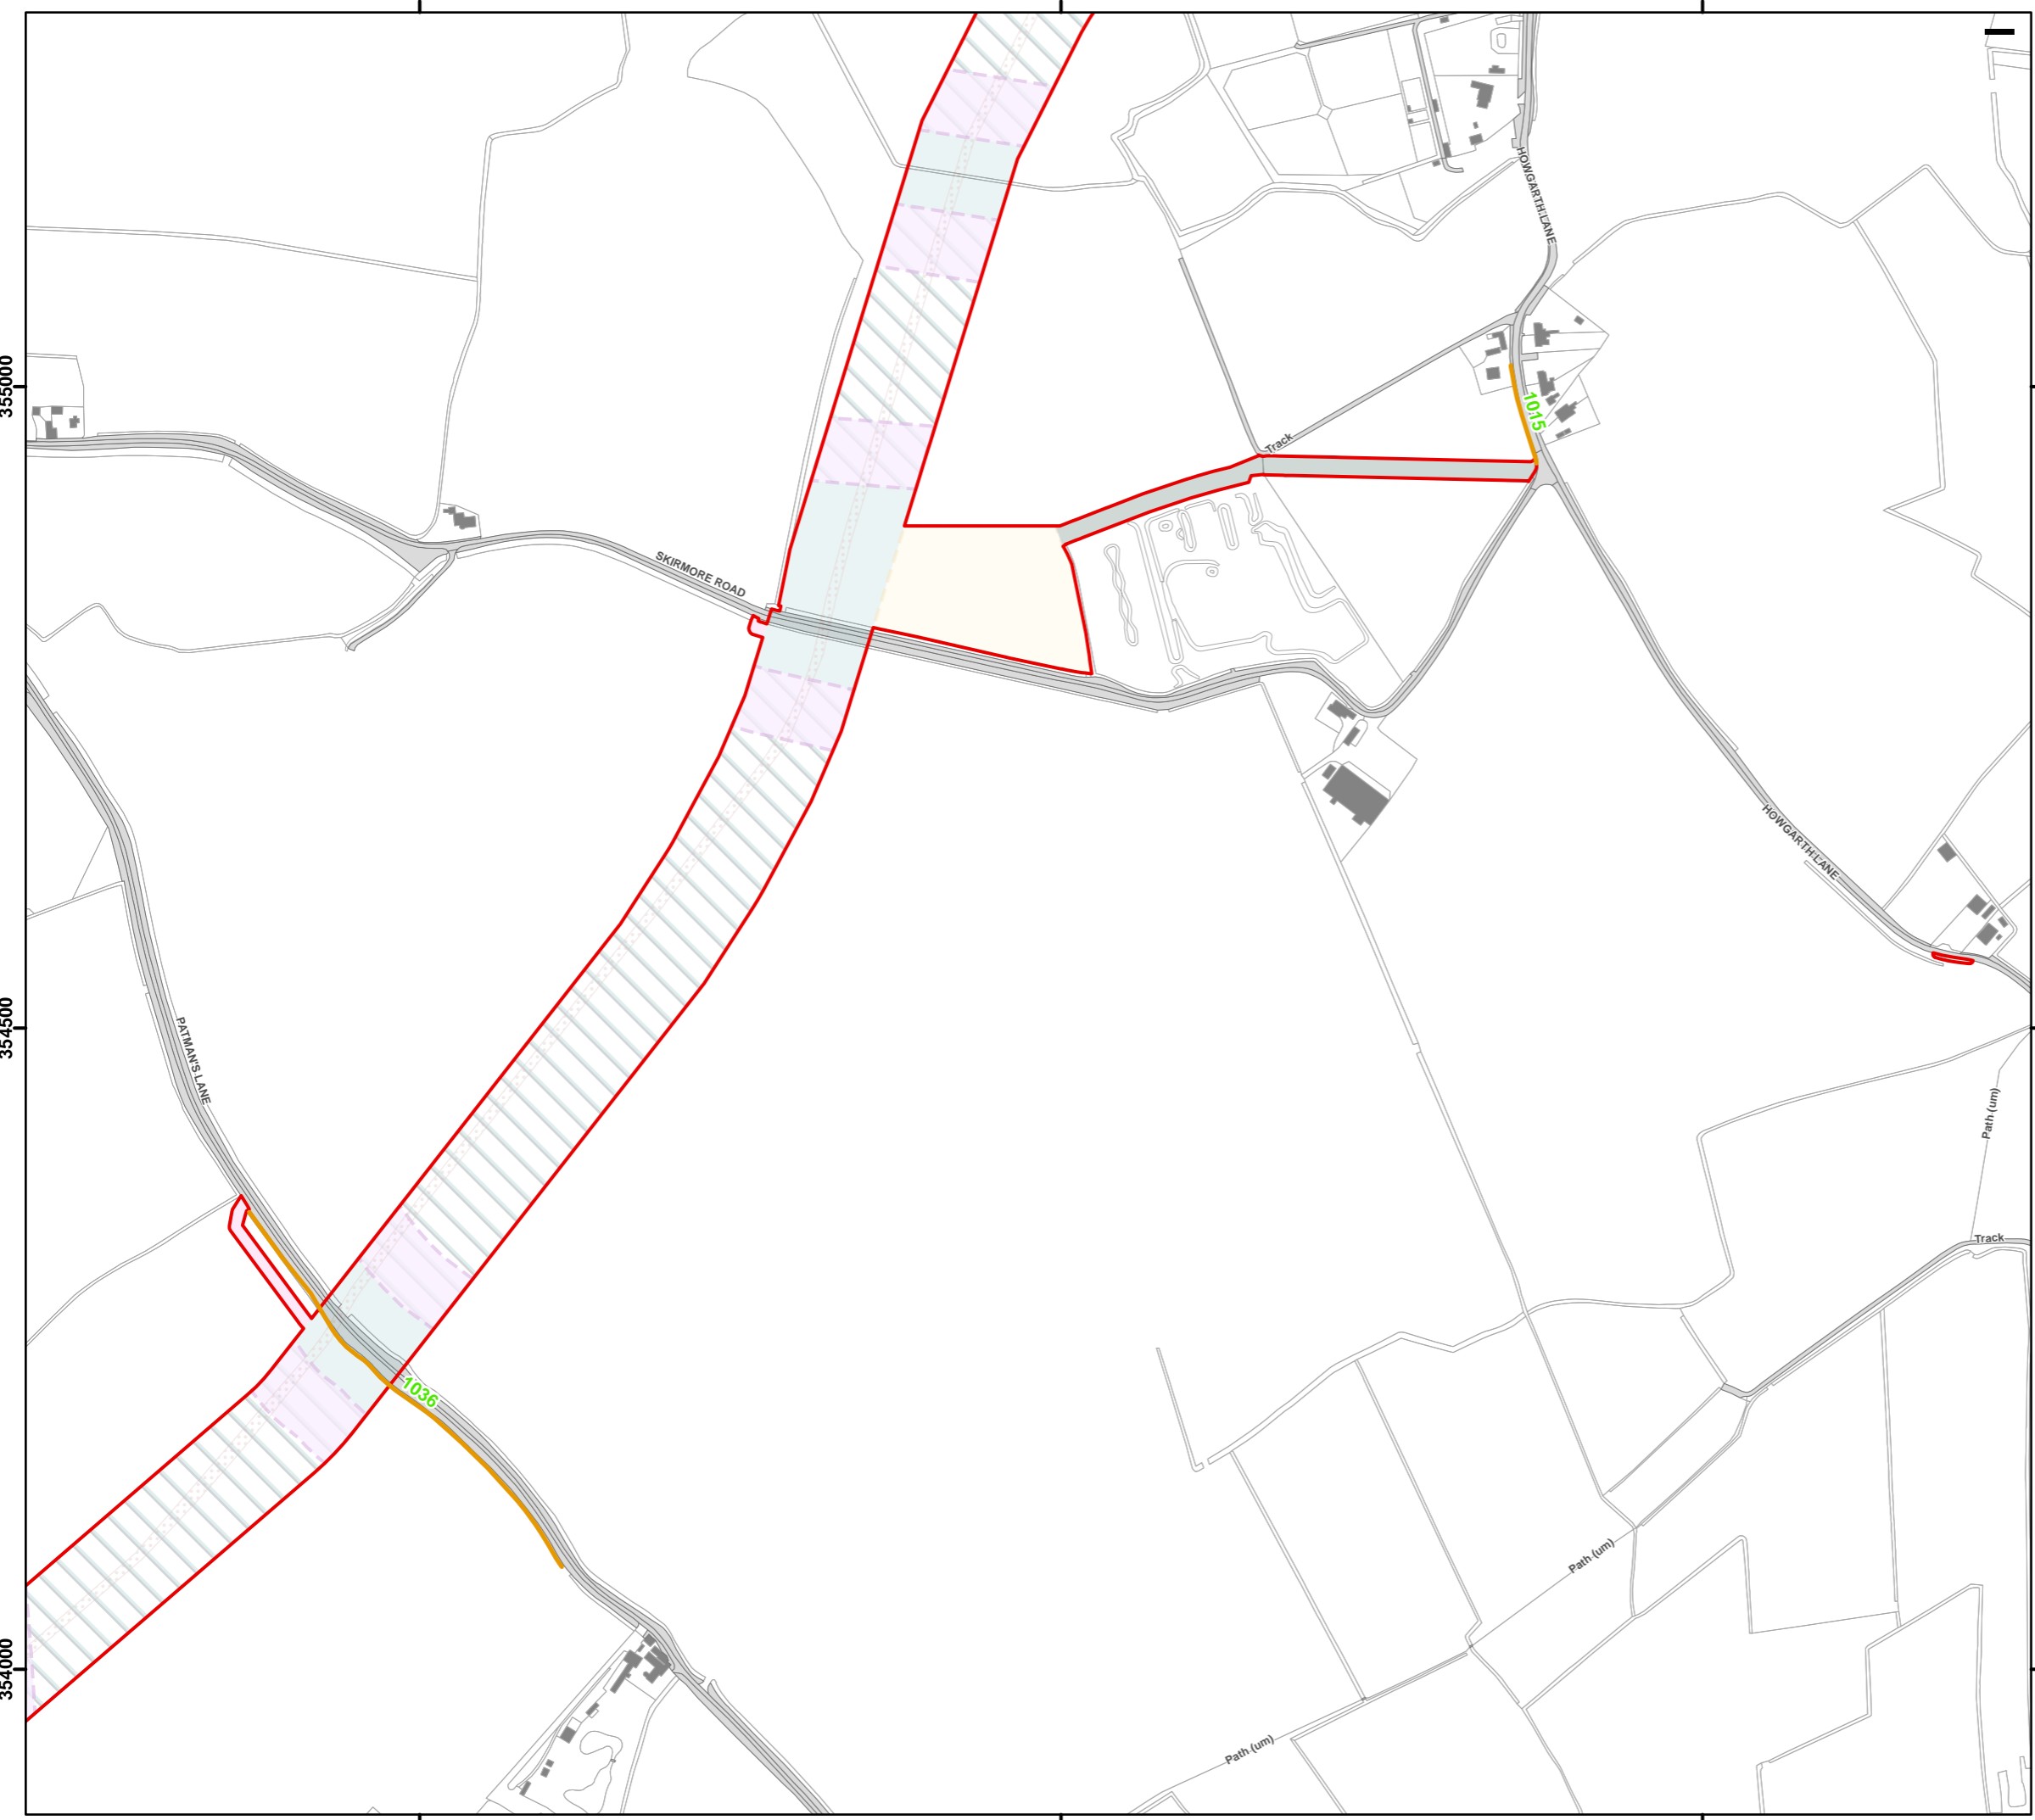 HOWGARTH LANE
355000
1015
Track
SKIRMORE ROAD
HOWGARTH LANE
354500
PATMAN'S LANE
Path (um)
Track
1036
Path (um)
354000
Path (um)